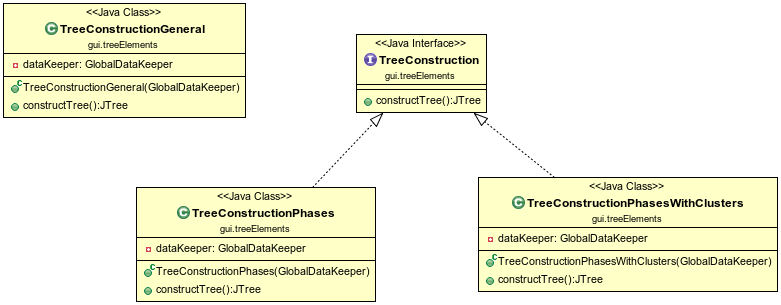 <<Java Class>>
TreeConstructionGeneral
gui.treeElements
dataKeeper: GlobalDataKeeper
TreeConstructionGeneral(GlobalDataKeeper)
constructTree():JTree
<<Java Interface>>
TreeConstruction
gui.treeElements
constructTree():JTree
<<Java Class>>
TreeConstructionPhases
gui.treeElements
dataKeeper: GlobalDataKeeper
TreeConstructionPhases(GlobalDataKeeper)
constructTree():JTree
<<Java Class>>
TreeConstructionPhasesWithClusters
gui.treeElements
dataKeeper: GlobalDataKeeper
TreeConstructionPhasesWithClusters(GlobalDataKeeper)
constructTree():JTree